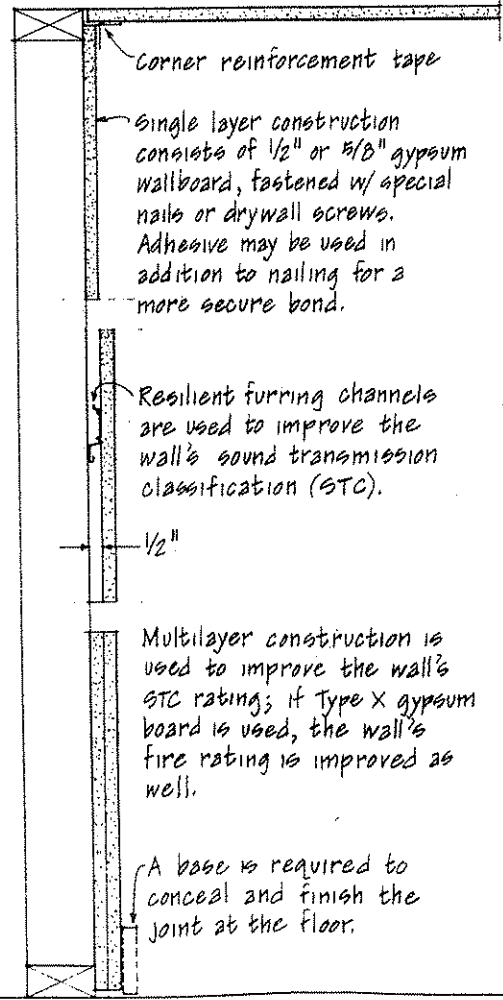 Corner reinforcement tape
Single layer construction
consists of 1/2" or 5/8" gypsum
wallboard, fastened w/ special
nails or drywall screws.
Adhesive may be used in
addition to nailing for a
more secure bond.
Resilient furring channels
are used to improve the
wall's sound transmission
classification (STC).
1/2"
Multilayer construction is
used to improve the wall's
STC rating; if Type X gypsum
board is used, the wall's
fire rating is improved as
well.
A base is required to
conceal and finish the
joint at the floor.